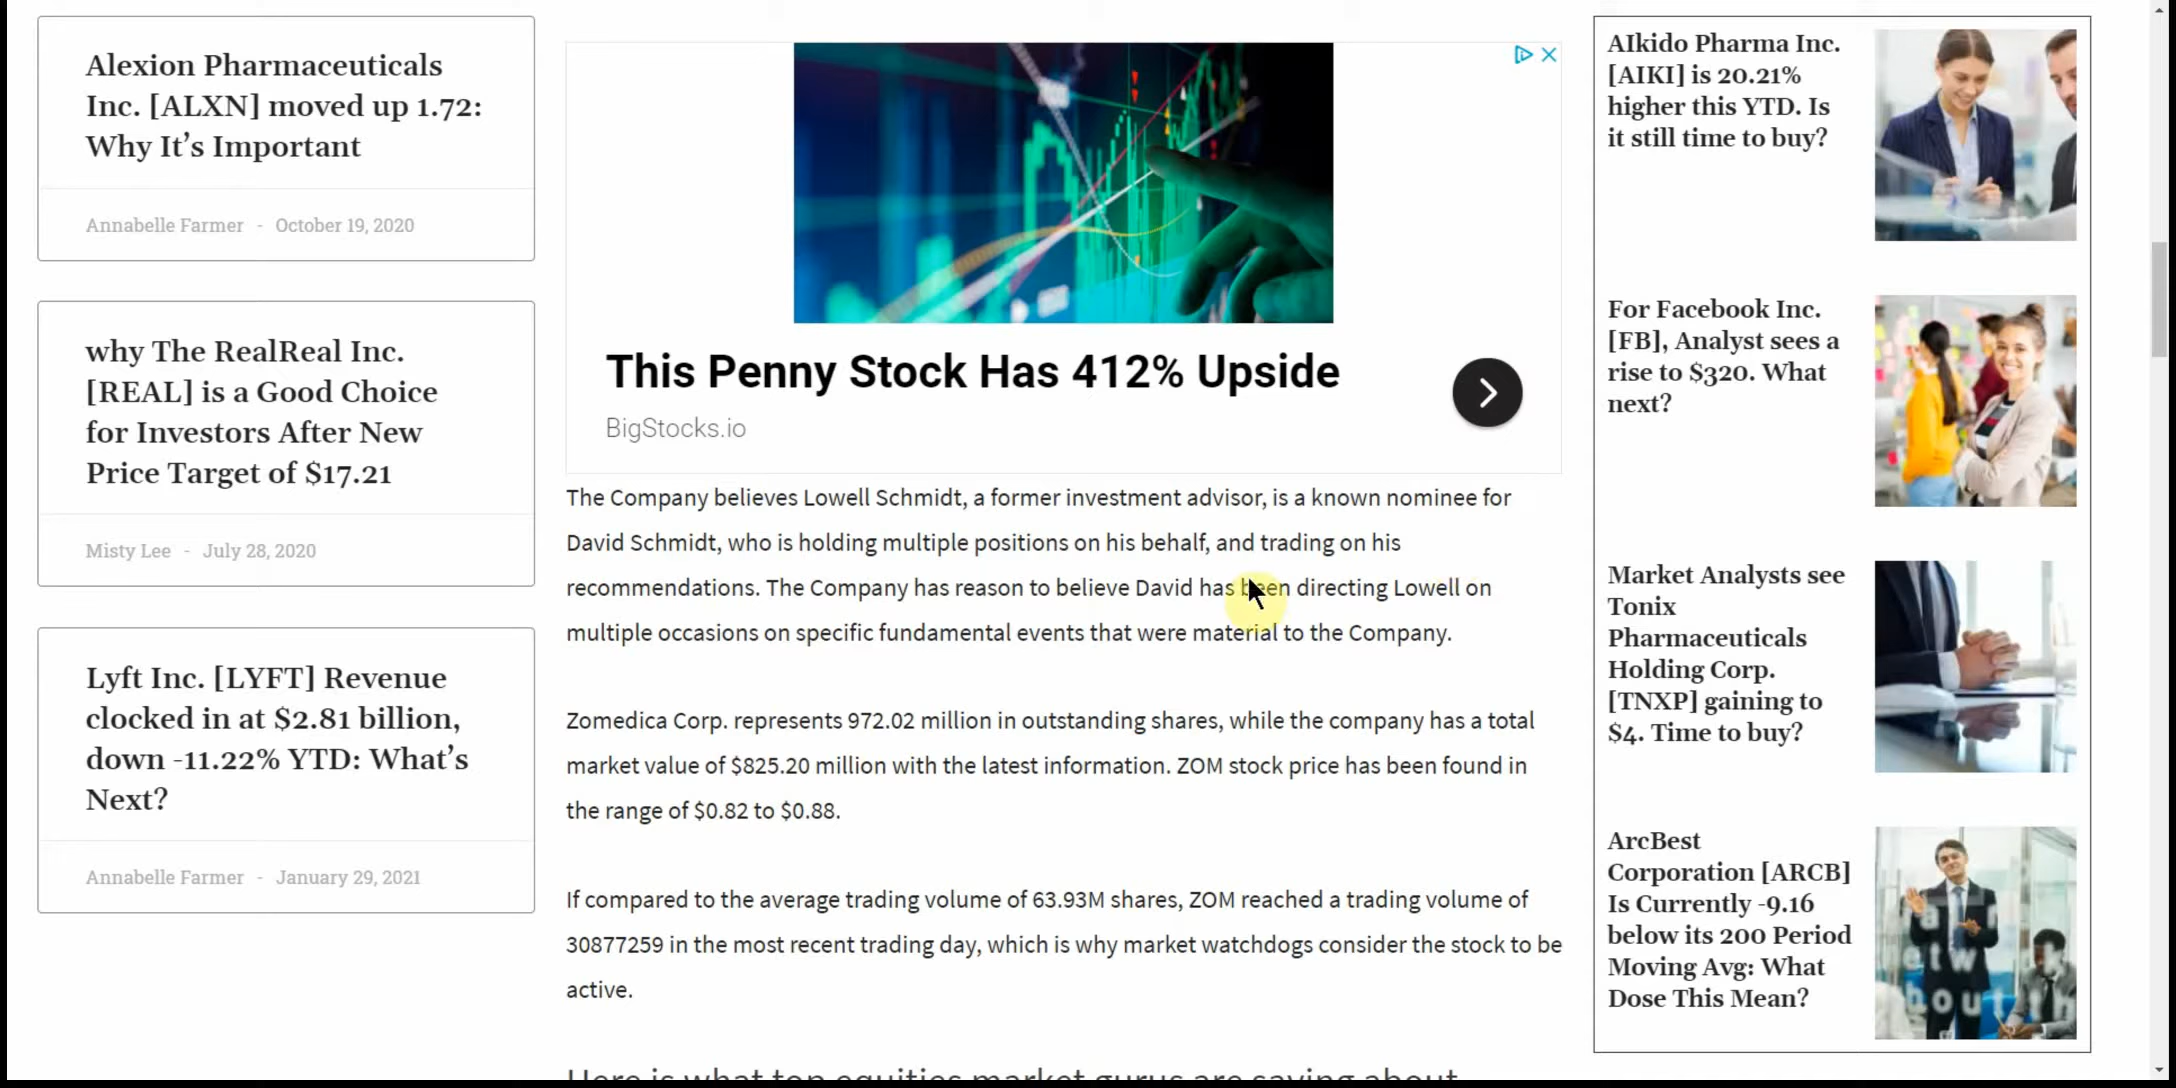 Alexion Pharmaceuticals
Inc. [ALXN] moved up 1.72:
Why It’s Important
Annabelle Farmer - October 19, 2020
why The RealReal Inc.
[REAL] is a Good Choice
for Investors After New
Price Target of $17.21
Misty Lee - July 28, 2020
Lyft Inc. [LYFT] Revenue
clocked in at $2.81 billion,
down -11.22% YTD: What’s
Next?
Annabelle Farmer - January 29, 2021
This Penny Stock Has 412% Upside
BigStocks.io
The Company believes Lowell Schmidt, a former investment advisor, is a known nominee for
David Schmidt, who is holding multiple positions on his behalf, and trading on his
recommendations. The Company has reason to believe David has been directing Lowell on
multiple occasions on specific fundamental events that were material to the Company.
Zomedica Corp. represents 972.02 million in outstanding shares, while the company has a total
market value of $825.20 million with the latest information. ZOM stock price has been found in
the range of $0.82 to $0.88.
If compared to the average trading volume of 63.93M shares, ZOM reached a trading volume of
30877259 in the most recent trading day, which is why market watchdogs consider the stock to be
active.
Here is what top equities market gurus are saying about
AIkido Pharma Inc.
[AIKI] is 20.21%
higher this YTD. Is
it still time to buy?
For Facebook Inc.
[FB], Analyst sees a
rise to $320. What
next?
Market Analysts see
Tonix
Pharmaceuticals
Holding Corp.
[TNXP] gaining to
$4. Time to buy?
ArcBest
Corporation [ARCB]
Is Currently -9.16
below its 200 Period
Moving Avg: What
Dose This Mean?